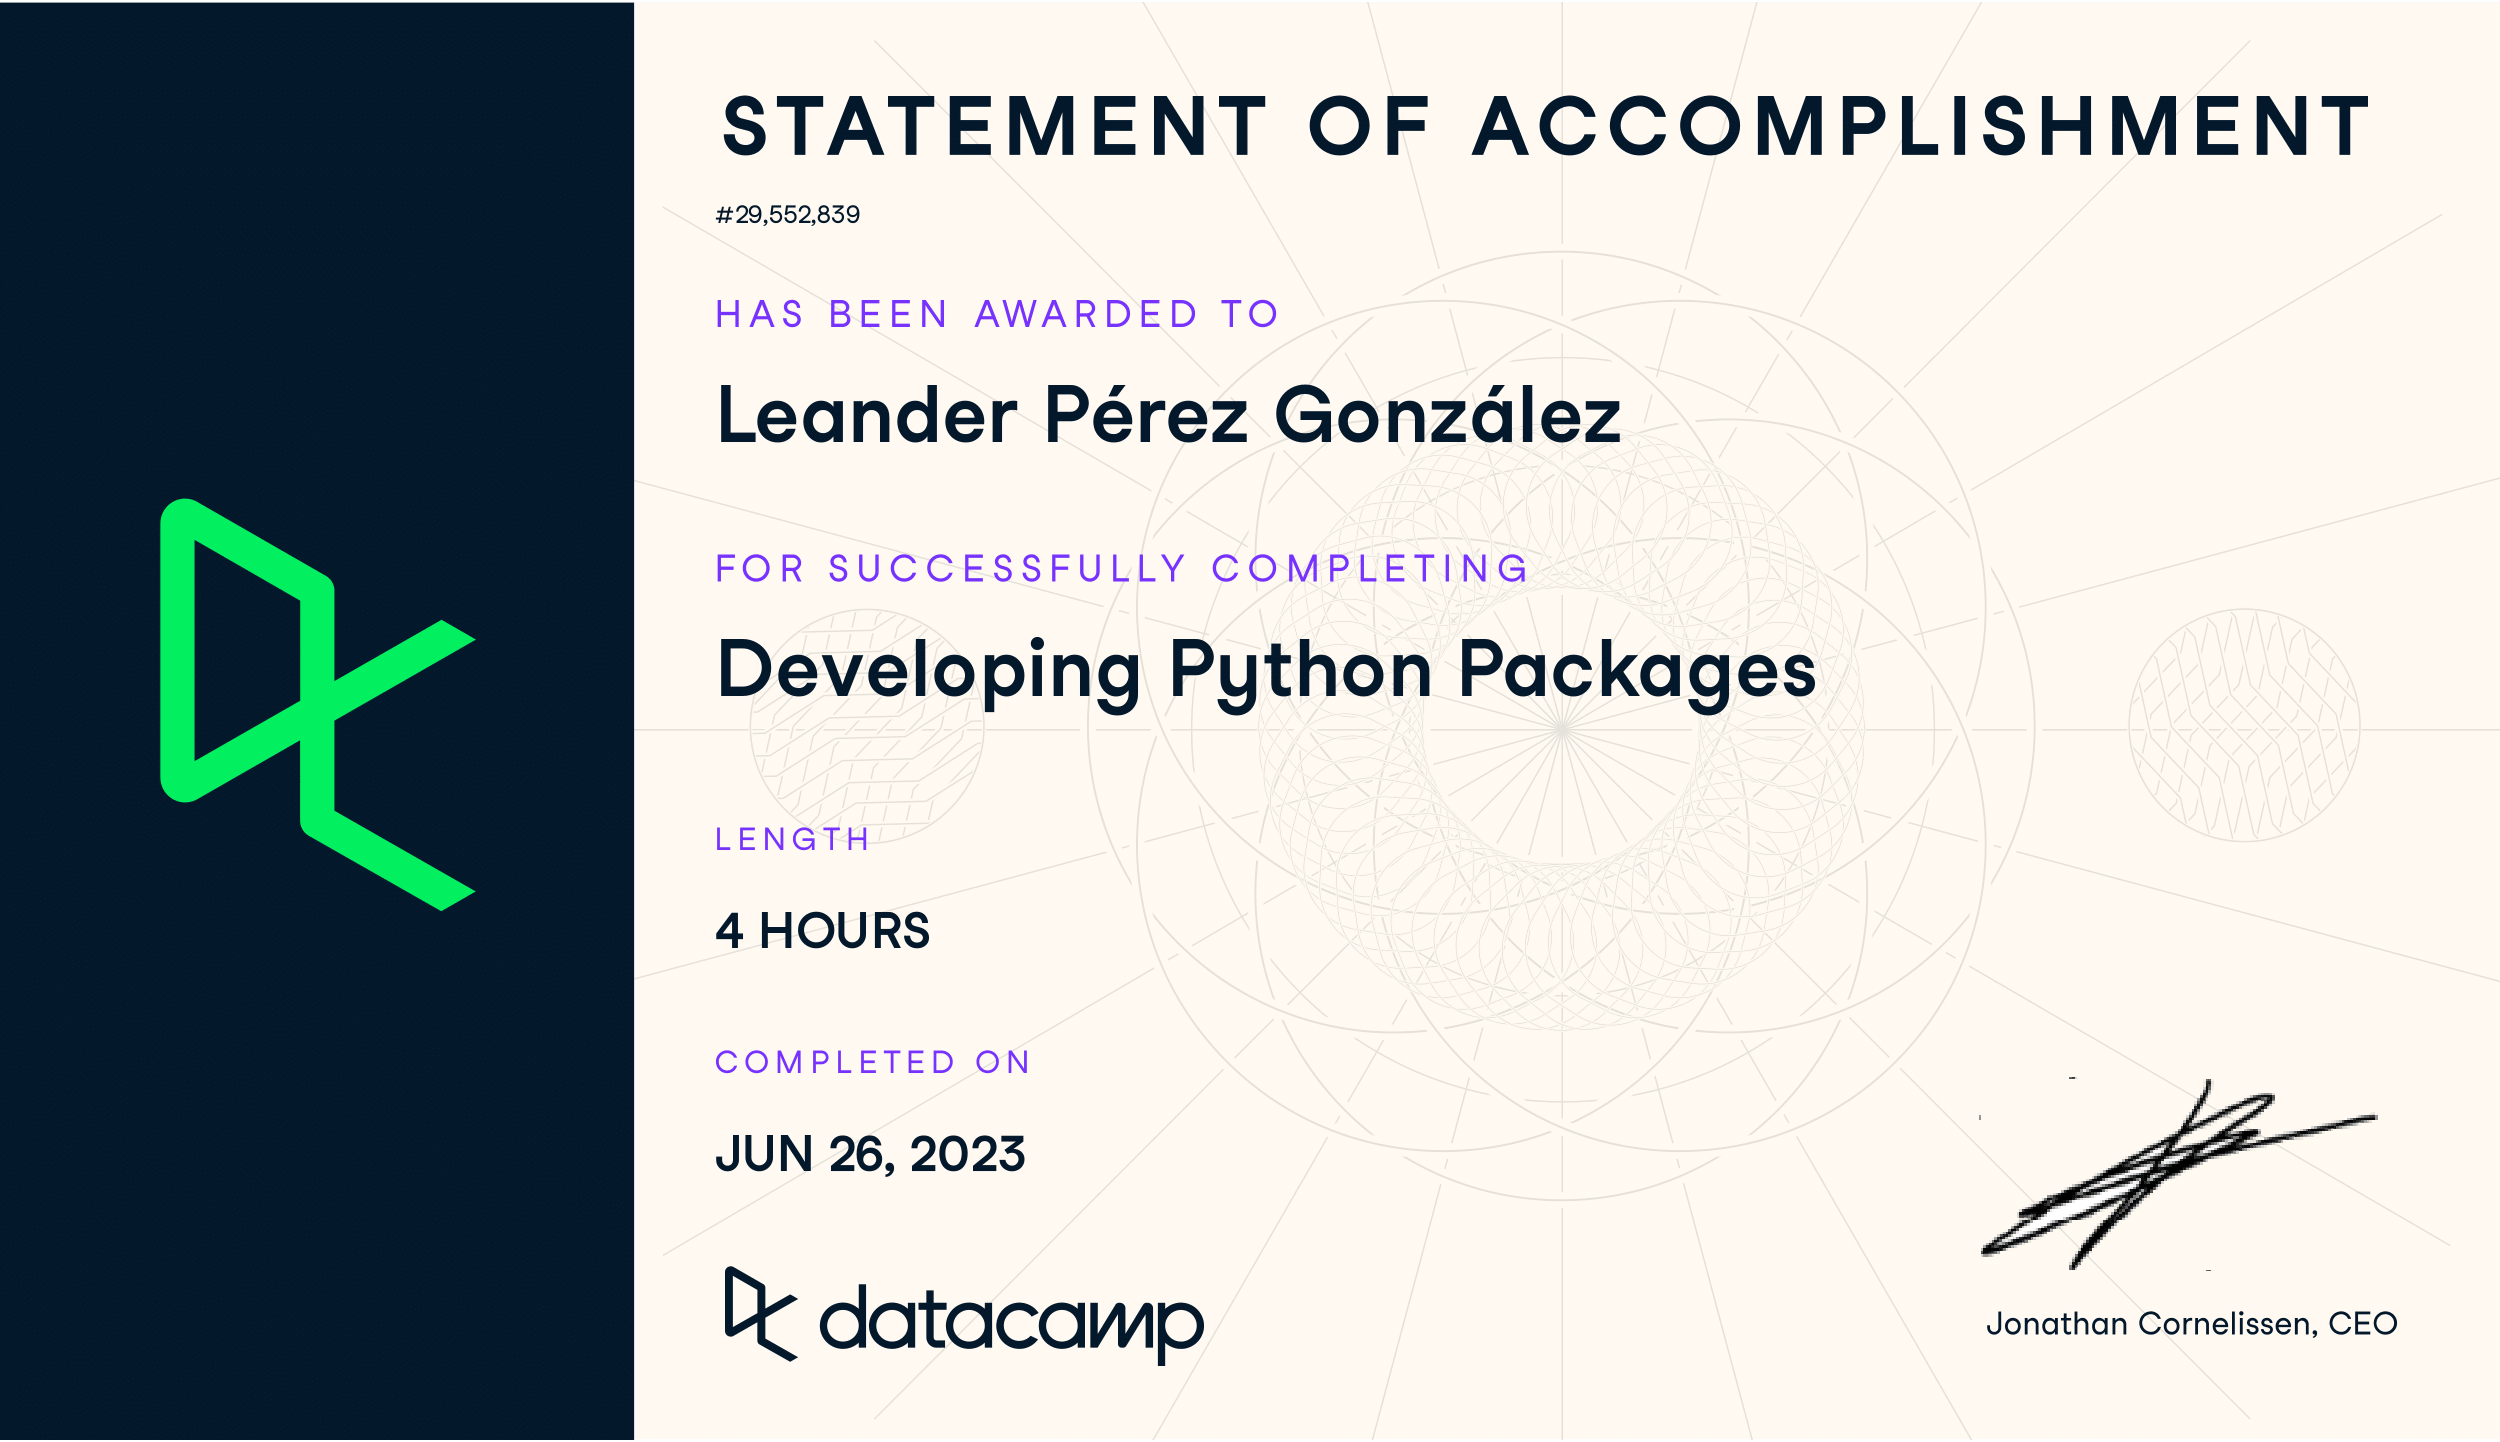 STATEMENT OF ACCOMPLISHMENT
#29,552,839
HAS BEEN AWARDED TO
Leander Pérez González
FOR SUCCESSFULLY COMPLETING
Developing Python Packages
LENGTH
4 HOURS
COMPLETED ON
JUN 26, 2023
datacamp
Jonathan Cornelissen, CEO